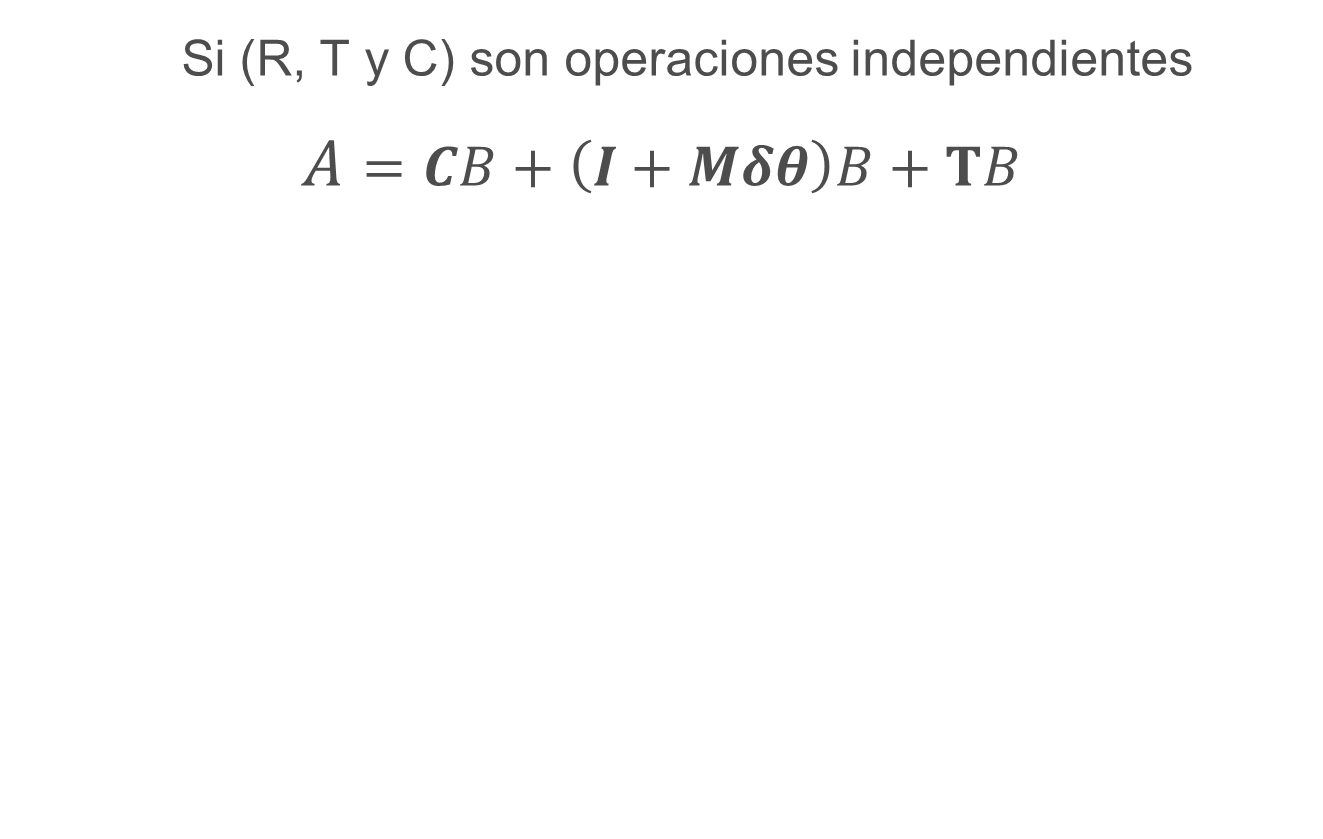 Si (R, T y C) son operaciones independientes
𝐴 = 𝑪𝐵 + (𝑰 + 𝑴𝜹𝜽)𝐵 + 𝐓𝐵